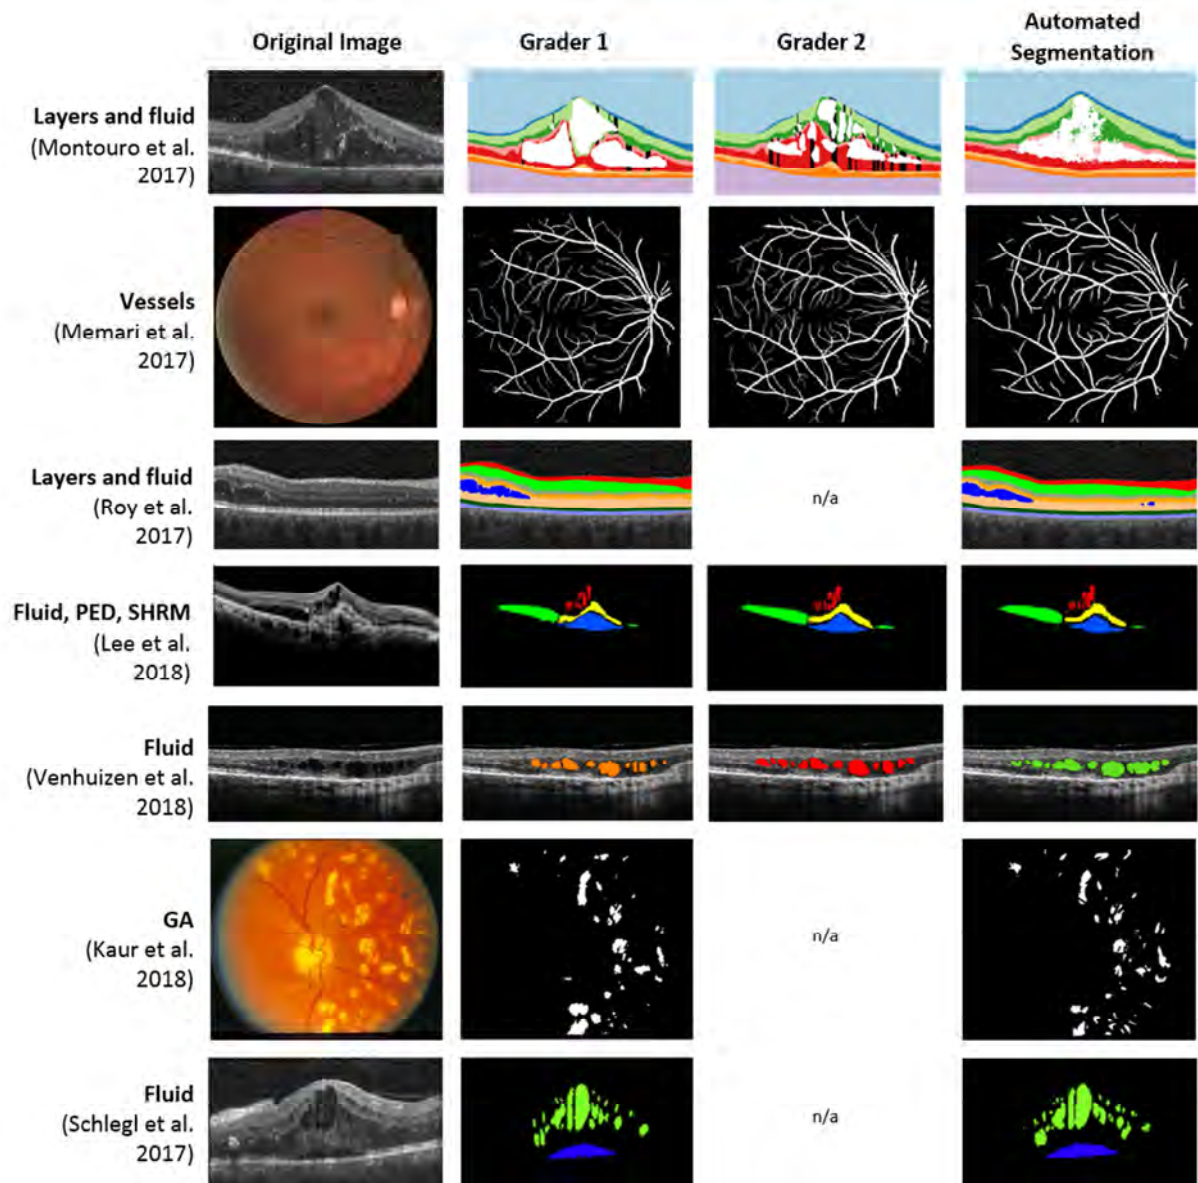 Original Image
Grader 1
Grader 2
Automated
Segmentation
Layers and fluid
(Montouro et al.
2017)
Vessels
(Memari et al.
2017)
Layers and fluid
(Roy et al.
2017)
n/a
Fluid, PED, SHRM
(Lee et al.
2018)
Fluid
(Venhuizen et al.
2018)
GA
(Kaur et al.
2018)
n/a
Fluid
(Schlegl et al.
2017)
n/a